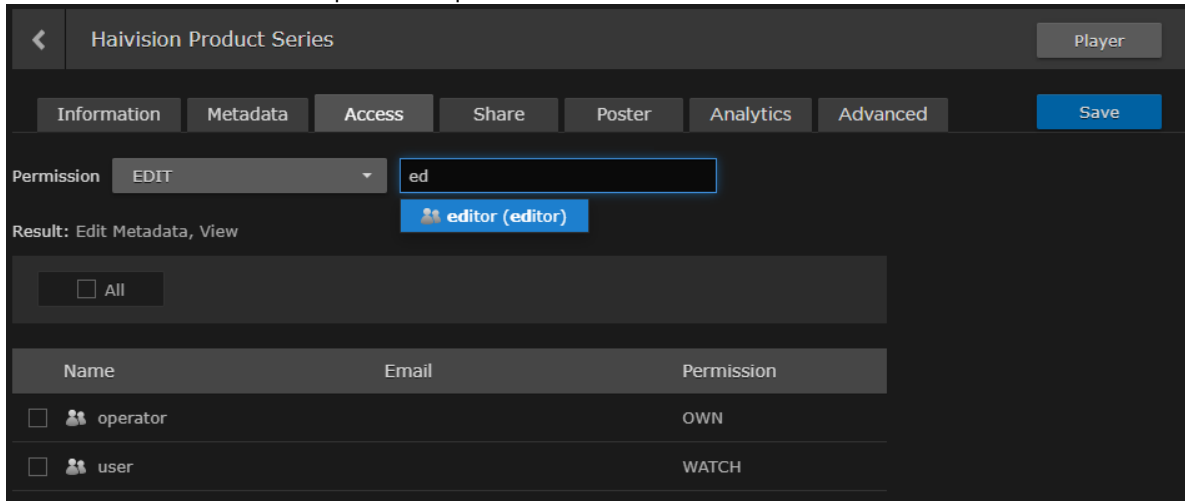 Haivision Product Series
Player
Information Metadata Access Share Poster Analytics Advanced Save
Permission EDIT ed
editor (editor)
Result: Edit Metadata, View
All
Name Email Permission
operator OWN
user WATCH